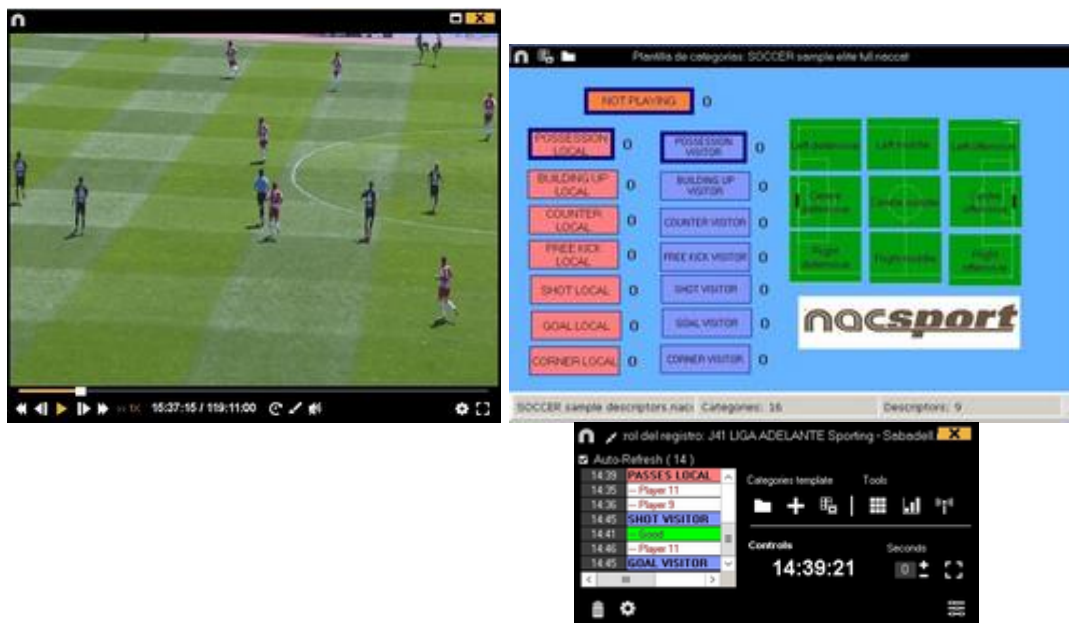 15:37:15 / 119:11:00
Plantilla de categorias: SOCCER sample elite full.naccat
NOT PLAYING 0
POSSESSION LOCAL 0
POSSESSION VISITOR 0
BUILDING UP LOCAL 0
BUILDING UP VISITOR 0
COUNTER LOCAL 0
COUNTER VISITOR 0
FREE KICK LOCAL 0
FREE KICK VISITOR 0
SHOT LOCAL 0
SHOT VISITOR 0
GOAL LOCAL 0
GOAL VISITOR 0
CORNER LOCAL 0
CORNER VISITOR 0
Left defensive Left middle Left offensive
Centre defensive Centre middle Centre offensive
Right defensive Right middle Right offensive
nacsport
SOCCER sample descriptors.nac Categories: 16 Descriptors: 9
rol del registro: J41 LIGA ADELANTE Sporting - Sabadell
Auto-Refresh ( 14 )
14:39 PASSES LOCAL
14:35 -- Player 11
14:36 -- Player 9
14:45 SHOT VISITOR
14:41 -- Good
14:46 -- Player 11
14:45 GOAL VISITOR
Categories template Tools
Controls Seconds
14:39:21 0